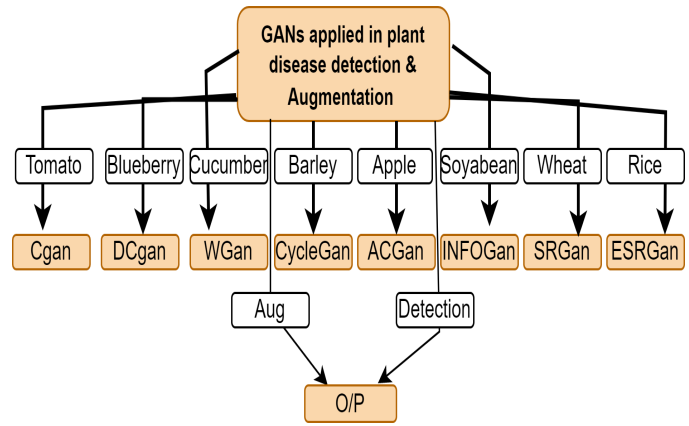 GANs applied in plant
disease detection &
Augmentation
Tomato
Blueberry
Cucumber
Barley
Apple
Soyabean
Wheat
Rice
Cgan
DCgan
WGan
CycleGan
ACGan
INFOGan
SRGan
ESRGan
Aug
Detection
O/P